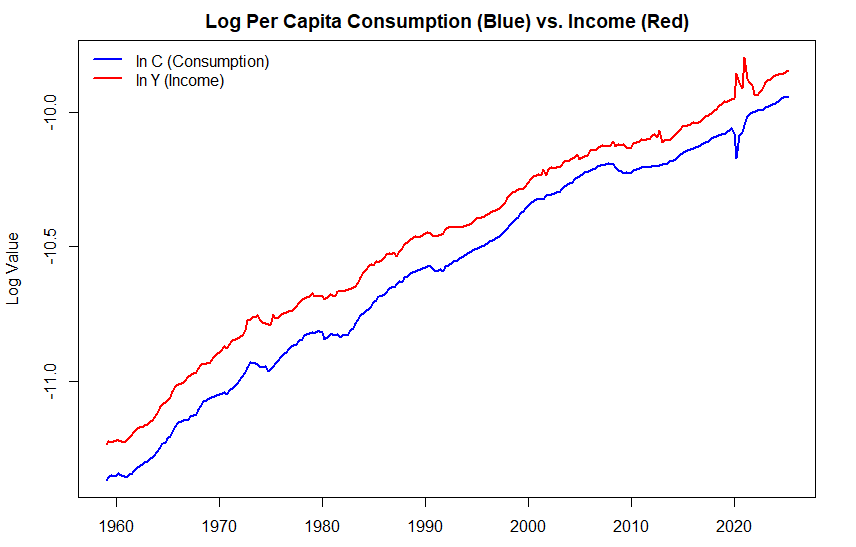 Log Per Capita Consumption (Blue) vs. Income (Red)
ln C (Consumption)
ln Y (Income)
Log Value
-10.0
-10.5
-11.0
1960 1970 1980 1990 2000 2010 2020